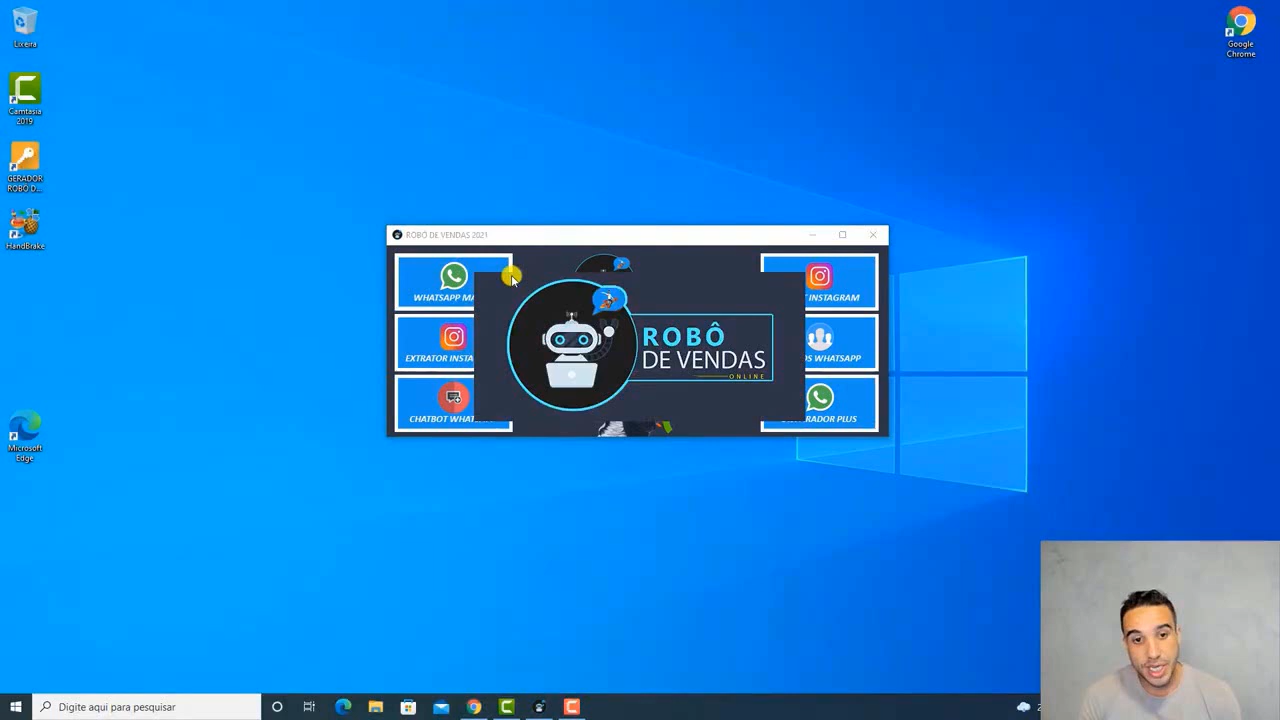 Lixeira
Google
Chrome
Camtasia
2019
GERADOR
ROBO D...
HandBrake
Microsoft
Edge
ROBÔ DE VENDAS 2021
WHATSAPP MA
INSTAGRAM
EXTRATOR INSTA
WHATSAPP
CHATBOT WHAT
PLUS
ROBÔ
DE VENDAS
ONLINE
Digite aqui para pesquisar